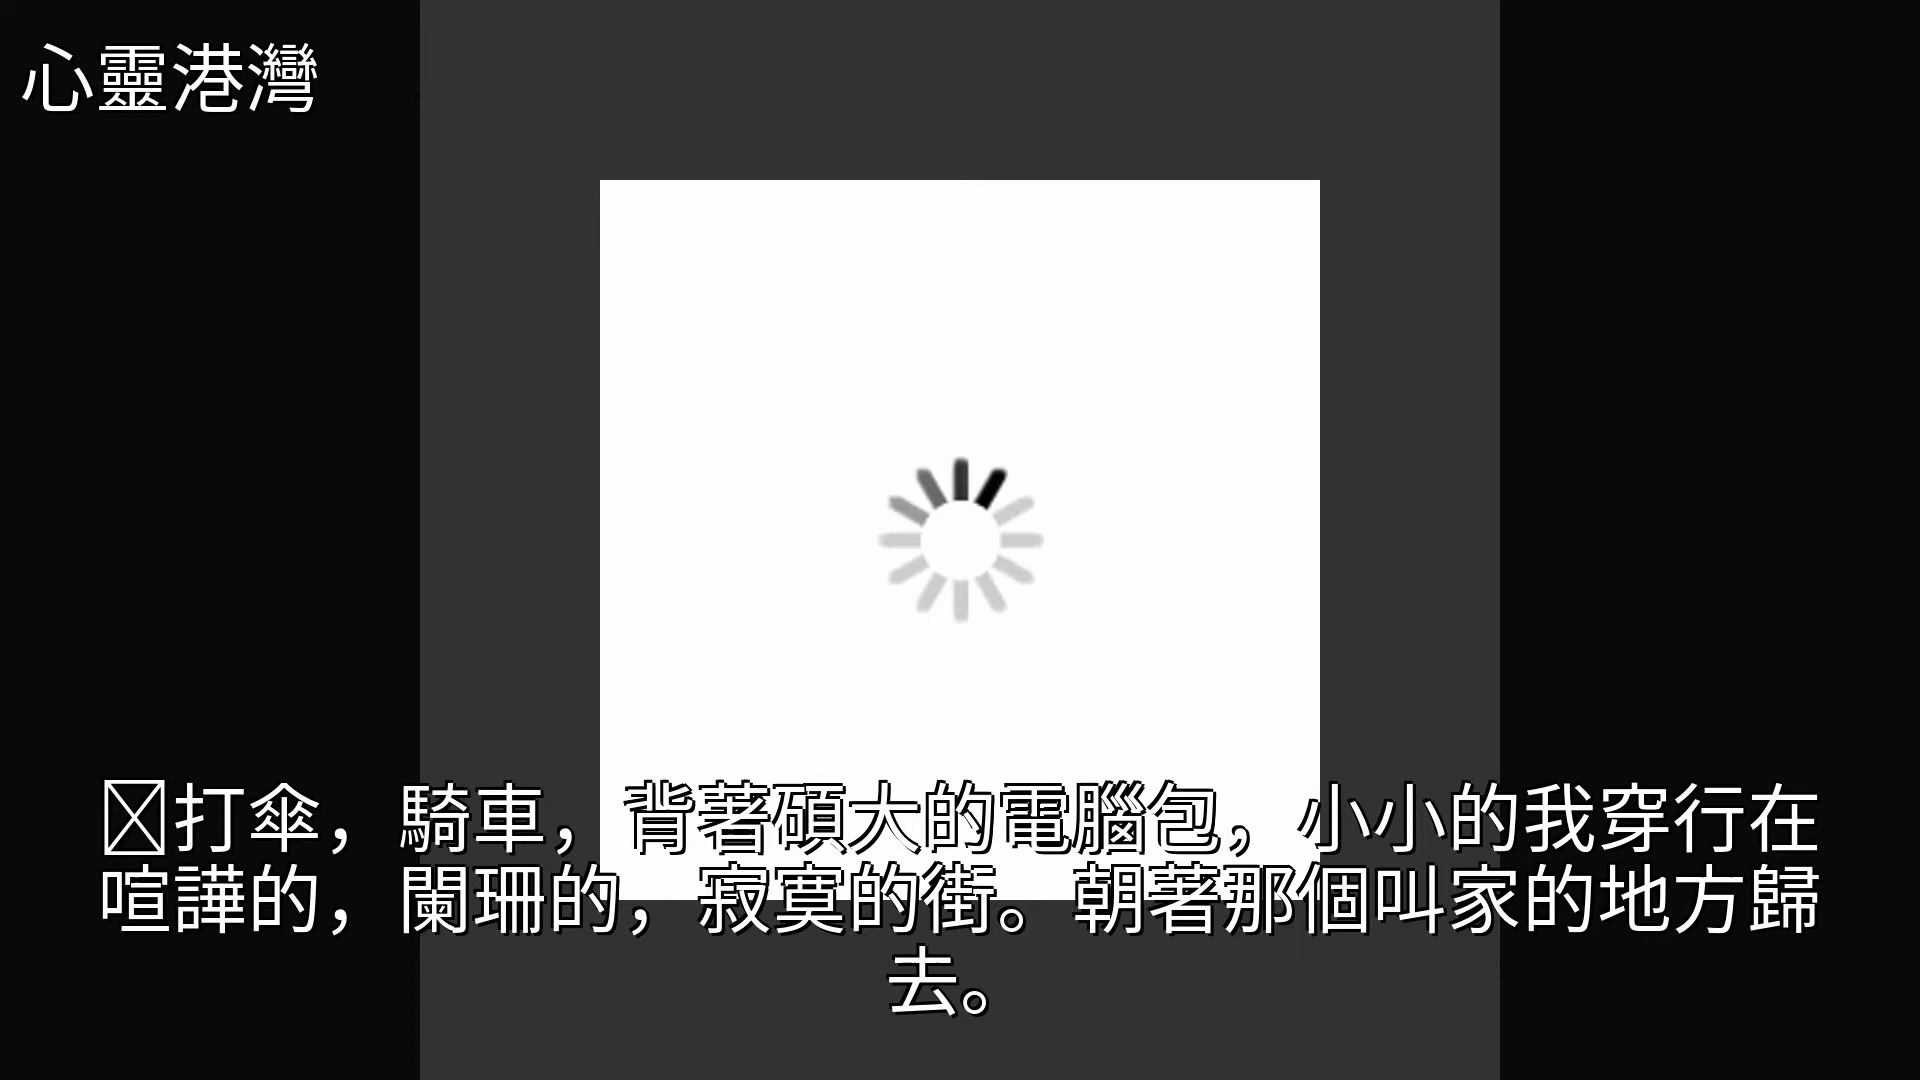 心靈港灣
打傘，騎車，背著碩大的電腦包，小小的我穿行在
喧譁的，闌珊的，寂寞的街。朝著那個叫家的地方歸
去。